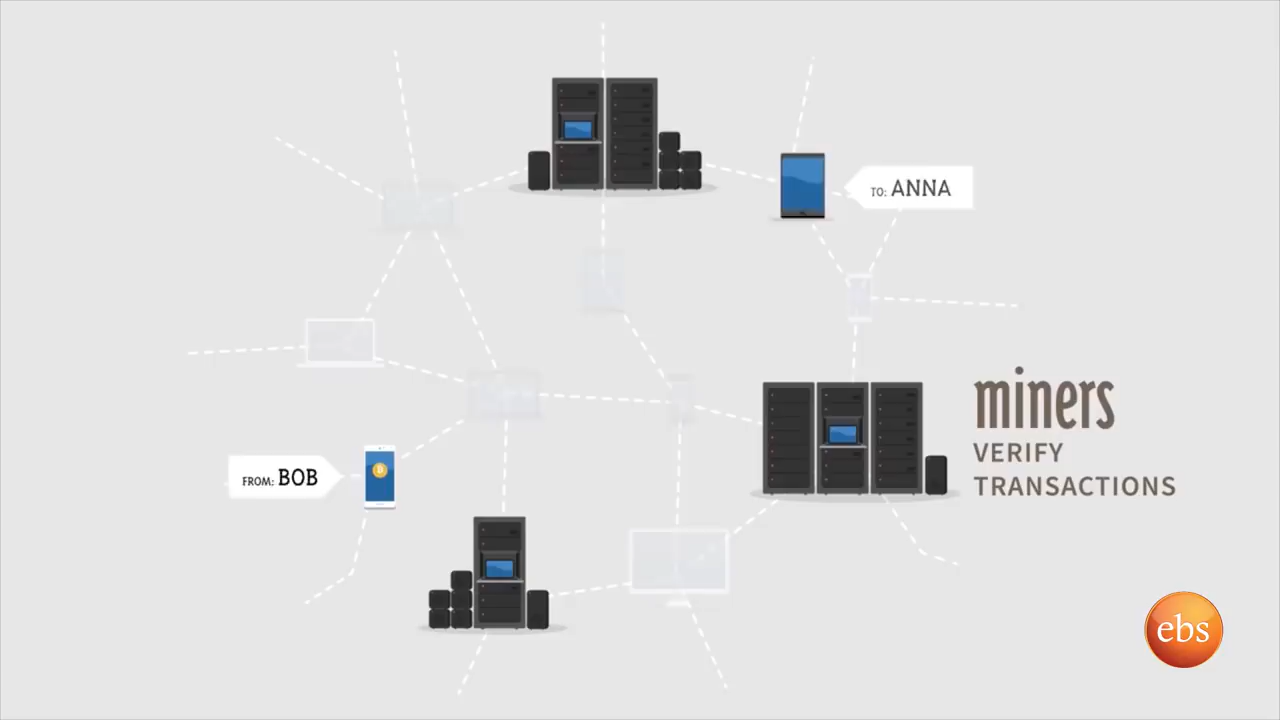 TO: ANNA
miners
VERIFY
TRANSACTIONS
FROM: BOB
ebs